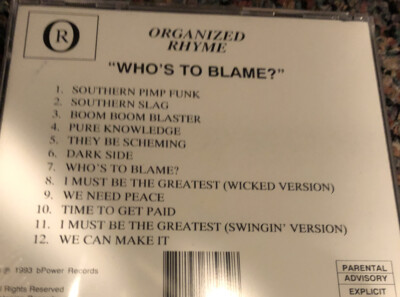 OR
ORGANIZED
RHYME
"WHO'S TO BLAME?"
1. SOUTHERN PIMP FUNK
2. SOUTHERN SLAG
3. BOOM BOOM BLASTER
4. PURE KNOWLEDGE
5. THEY BE SCHEMING
6. DARK SIDE
7. WHO'S TO BLAME?
8. I MUST BE THE GREATEST (WICKED VERSION)
9. WE NEED PEACE
10. TIME TO GET PAID
11. I MUST BE THE GREATEST (SWINGIN' VERSION)
12. WE CAN MAKE IT
℗ 1993 bPower Records
Rights Reserved
PARENTAL
ADVISORY
EXPLICIT